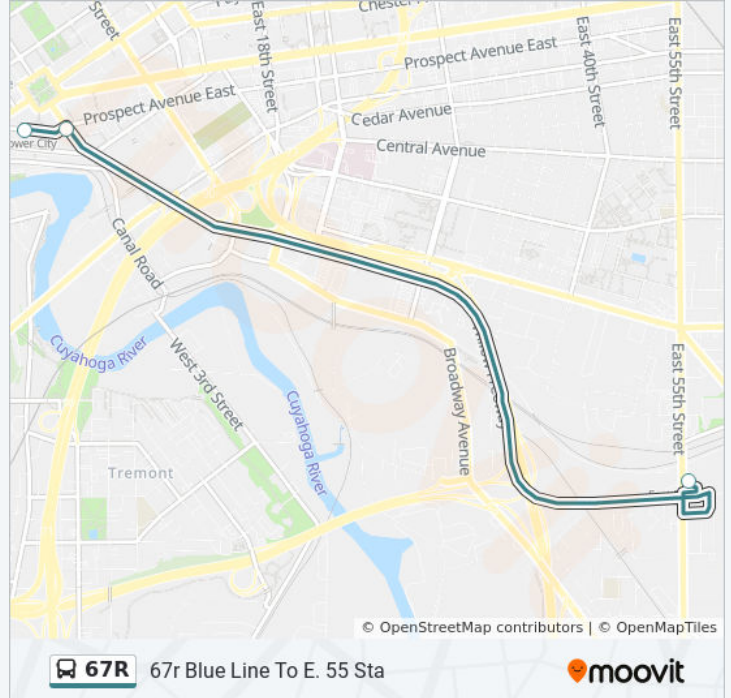 Street
East 18th Street
Chester
Prospect Avenue East
East 40th Street
East 55th Street
Prospect Avenue East
Cedar Avenue
Central Avenue
ower City
Canal Road
Cuyahoga River
West 3rd Street
Cuyahoga River
Broadway Avenue
East 55th Street
Tremont
© OpenStreetMap contributors | © OpenMapTiles
67R
67r Blue Line To E. 55 Sta
moovit